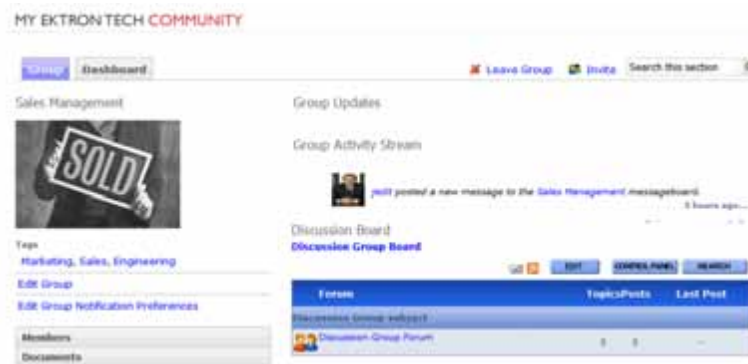 MY EKTRON TECH COMMUNITY
Group Dashboard
Leave Group Invite Search this section
Sales Management
SOLD
Tags
Marketing, Sales, Engineering
Edit Group
Edit Group Notification Preferences
Members
Documents
Group Updates
Group Activity Stream
posted a new message to the Sales Management messageboard.
5 hours ago...
Discussion Board
Discussion Group Board
EDIT CONTROL PANEL SEARCH
Forum Topics Posts Last Post
Discussion Group subject
Discussion Group Forum